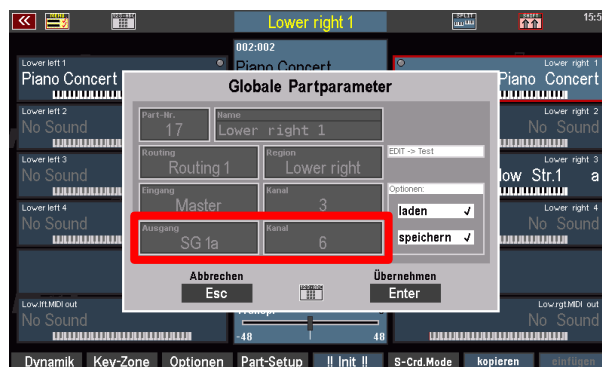 MENU
SPLIT
SHIFT
Lower right 1
15:5
002:002
Lower left 1
Piano Concert
Piano Concert
Lower right 1
Piano Concert
Lower left 2
No Sound
Lower right 2
No Sound
Lower left 3
No Sound
Lower right 3
low Str.1 a
Lower left 4
No Sound
Lower right 4
No Sound
Low.lft.MIDI out
No Sound
Low.rgt.MIDI out
No Sound
Globale Partparameter
Part-Nr.
17
Name
Lower right 1
Routing
Routing 1
Region
Lower right
EDIT -> Test
Eingang
Master
Kanal
3
Optionen:
laden
speichern
Ausgang
SG 1a
Kanal
6
Abbrechen
Esc
Übernehmen
Enter
-48
48
Dynamik
Key-Zone
Optionen
Part-Setup
!! Init !!
S-Crd.Mode
kopieren
einfügen